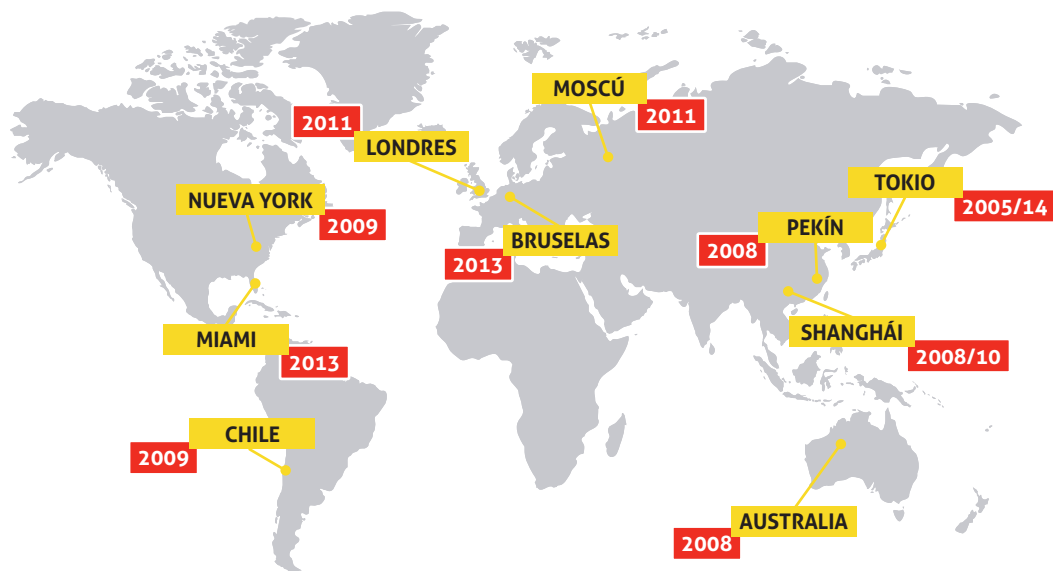 MOSCÚ
2011
2011
LONDRES
NUEVA YORK
2009
TOKIO
2005/14
PEKÍN
2008
BRUSELAS
2013
MIAMI
2013
SHANGHÁI
2008/10
CHILE
2009
AUSTRALIA
2008